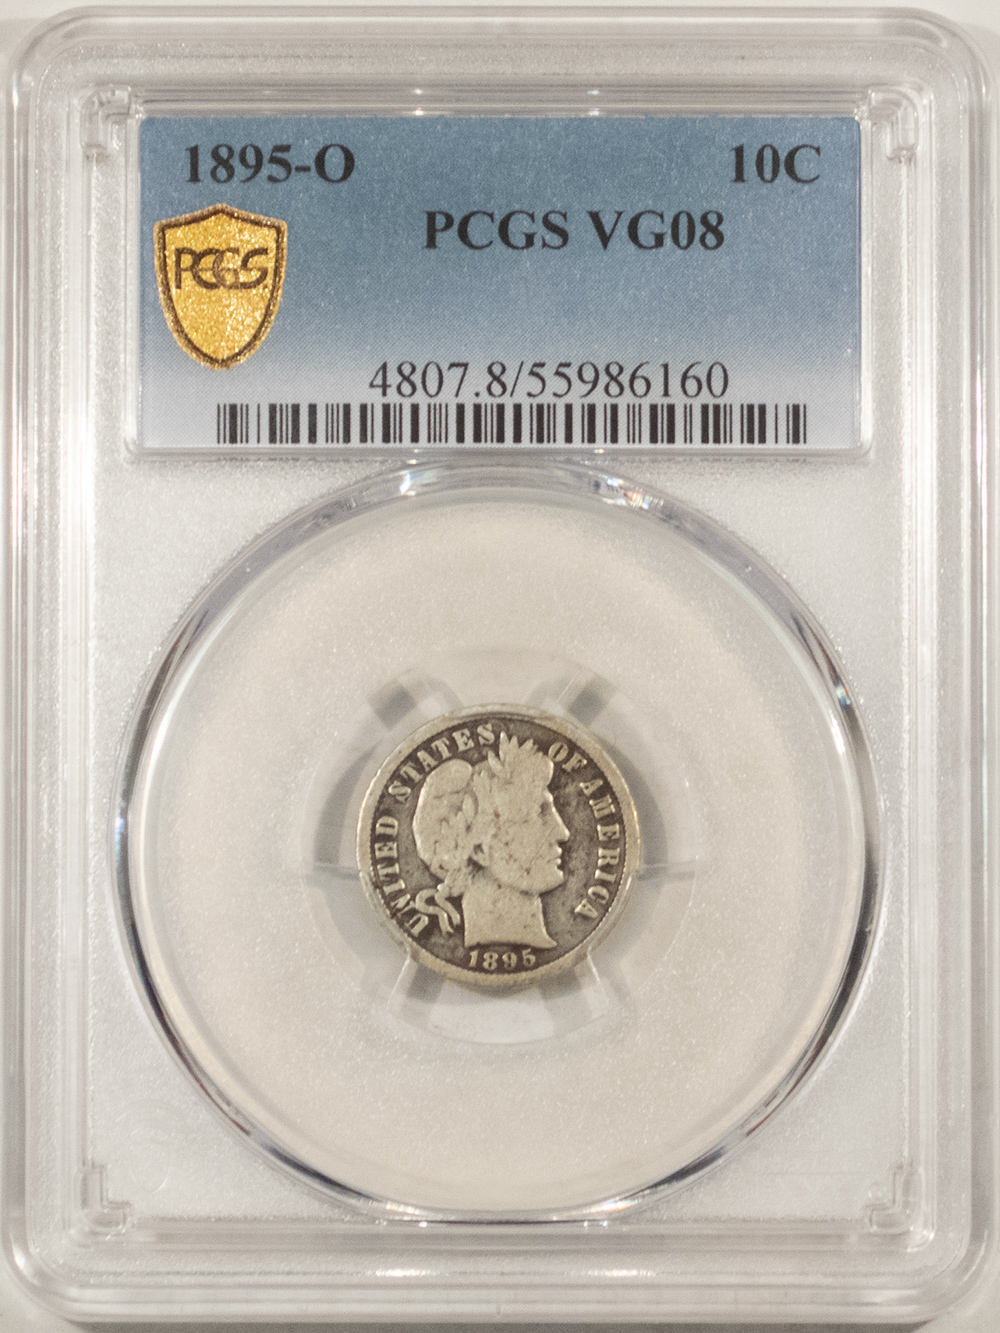 1895-O 10C
PCGS VG08
PCGS
4807.8/55986160
UNITED STATES OF AMERICA
1895